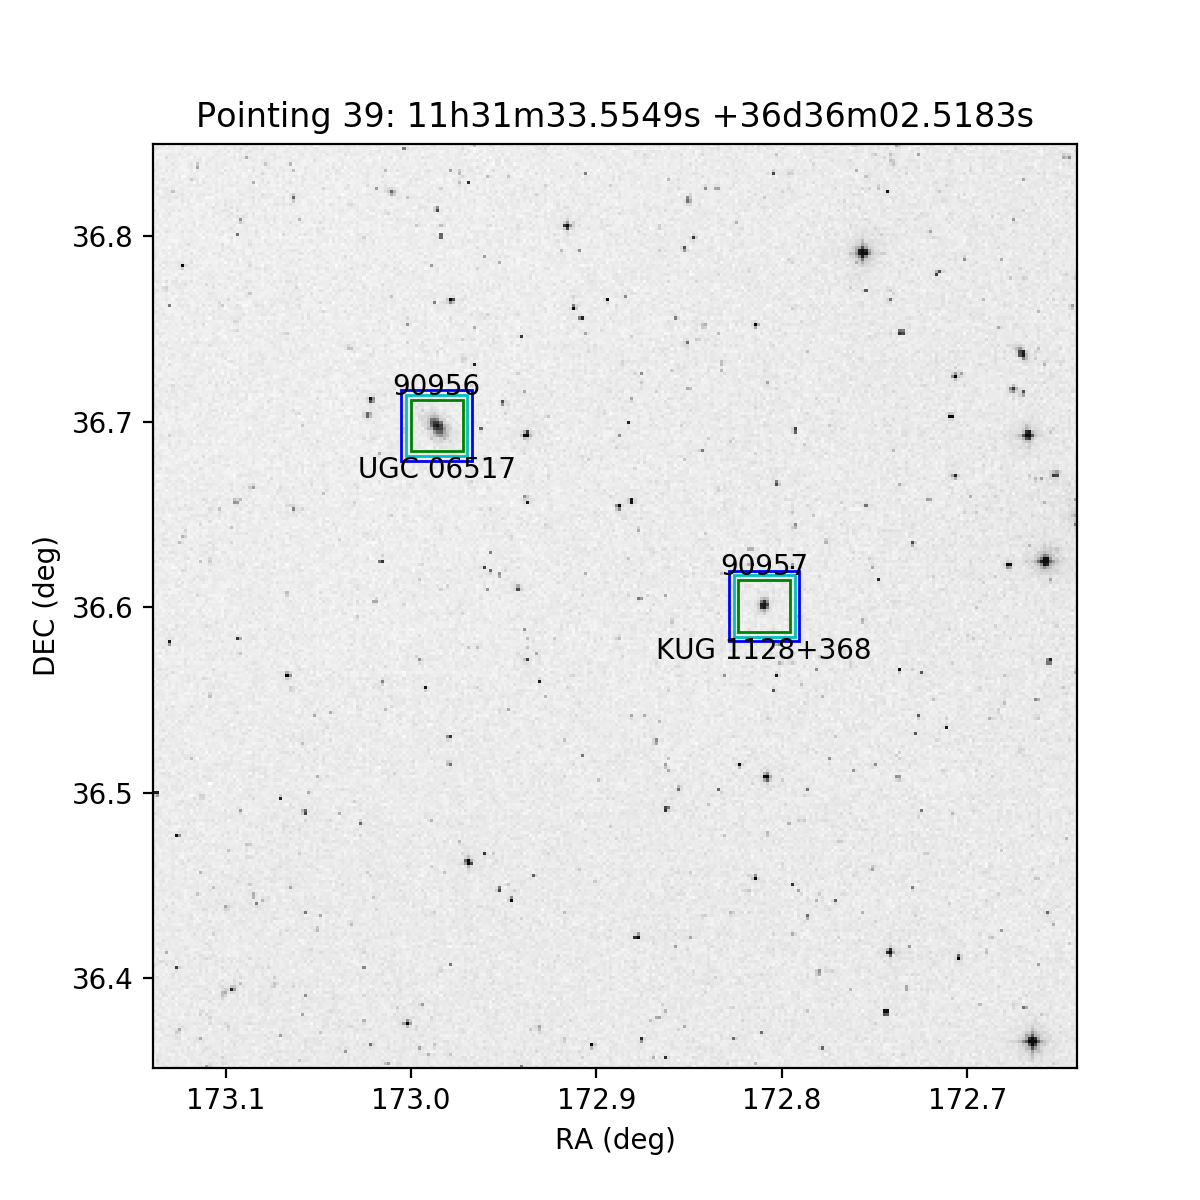 Pointing 39: 11h31m33.5549s +36d36m02.5183s
36.8
36.7
36.6
36.5
36.4
DEC (deg)
90956
UGC 06517
90957
KUG 1128+368
173.1
173.0
172.9
172.8
172.7
RA (deg)